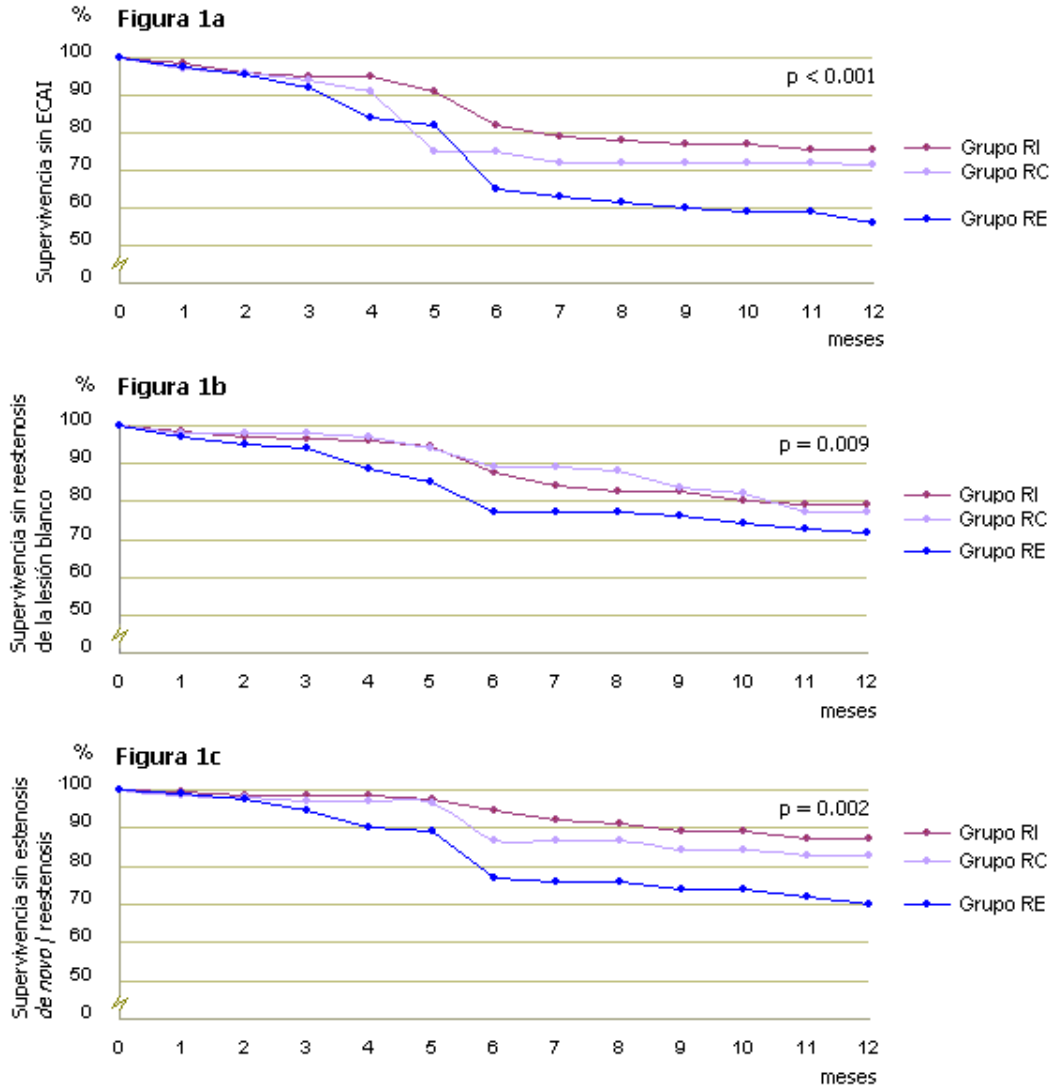 % Figura 1a
Supervivencia sin ECAI
100
90
80
70
60
50
0
p < 0.001
0 1 2 3 4 5 6 7 8 9 10 11 12
meses
Grupo RI
Grupo RC
Grupo RE
% Figura 1b
Supervivencia sin reestenosis
de la lesión blanco
100
90
80
70
60
50
0
p = 0.009
0 1 2 3 4 5 6 7 8 9 10 11 12
meses
Grupo RI
Grupo RC
Grupo RE
% Figura 1c
Supervivencia sin estenosis
de novo / reestenosis
100
90
80
70
60
50
0
p = 0.002
0 1 2 3 4 5 6 7 8 9 10 11 12
meses
Grupo RI
Grupo RC
Grupo RE